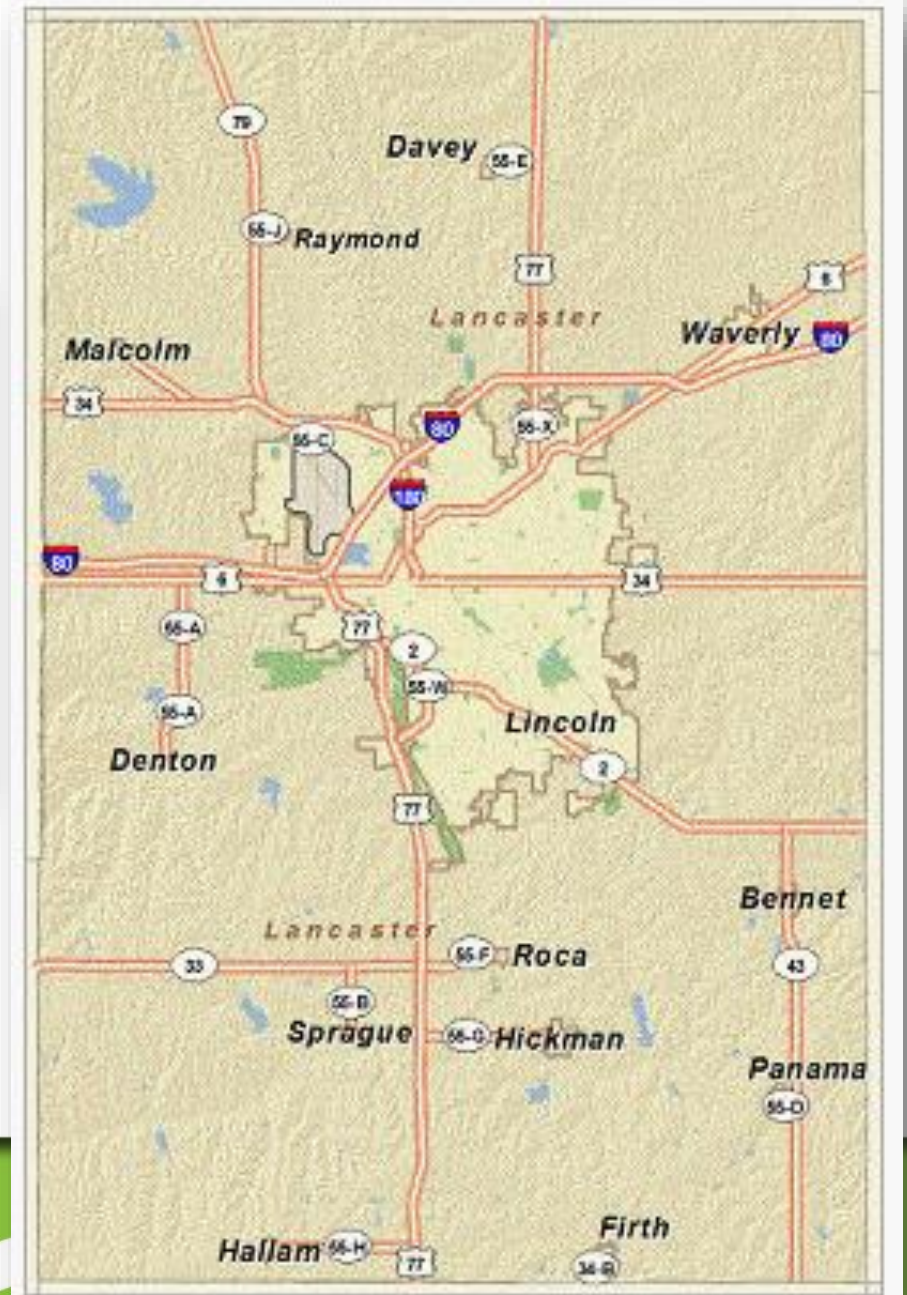 79
Davey
55-E
55-J
Raymond
77
6
Lancaster
Waverly
80
Malcolm
34
80
55-X
55-C
180
80
6
34
55-A
77
2
55-W
55-A
Lincoln
Denton
2
77
Bennet
Lancaster
55-F
Roca
33
43
55-B
Sprague
55-G
Hickman
Panama
55-D
Firth
Hallam
55-H
77
34-B